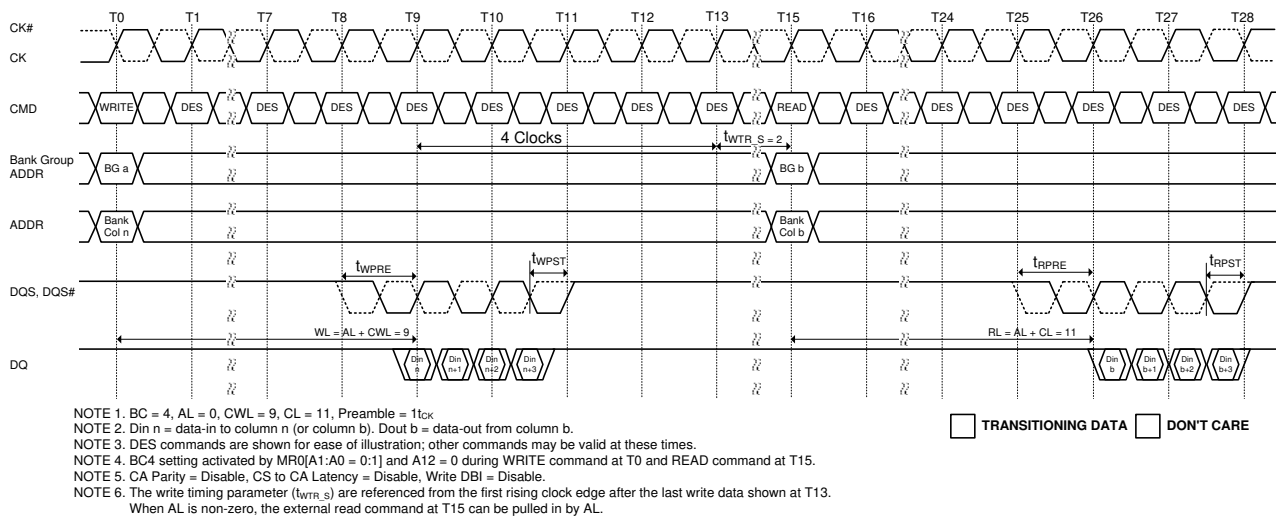 T0 T1 T7 T8 T9 T10 T11 T12 T13 T15 T16 T24 T25 T26 T27 T28
CK#
CK
CMD
WRITE DES DES DES DES DES DES DES DES READ DES DES DES DES DES DES
4 Clocks
tWTR_S = 2
Bank Group
ADDR
BG a
BG b
ADDR
Bank
Col n
Bank
Col b
tWPRE
tWPST
tRPRE
tRPST
DQS, DQS#
WL = AL + CWL = 9
RL = AL + CL = 11
DQ
Din
n
Din
n+1
Din
n+2
Din
n+3
Din
b
Din
b+1
Din
b+2
Din
b+3
NOTE 1. BC = 4, AL = 0, CWL = 9, CL = 11, Preamble = 1tCK
NOTE 2. Din n = data-in to column n (or column b). Dout b = data-out from column b.
NOTE 3. DES commands are shown for ease of illustration; other commands may be valid at these times.
NOTE 4. BC4 setting activated by MR0[A1:A0 = 0:1] and A12 = 0 during WRITE command at T0 and READ command at T15.
NOTE 5. CA Parity = Disable, CS to CA Latency = Disable, Write DBI = Disable.
NOTE 6. The write timing parameter (tWTR_S) are referenced from the first rising clock edge after the last write data shown at T13.
When AL is non-zero, the external read command at T15 can be pulled in by AL.
TRANSITIONING DATA
DON'T CARE